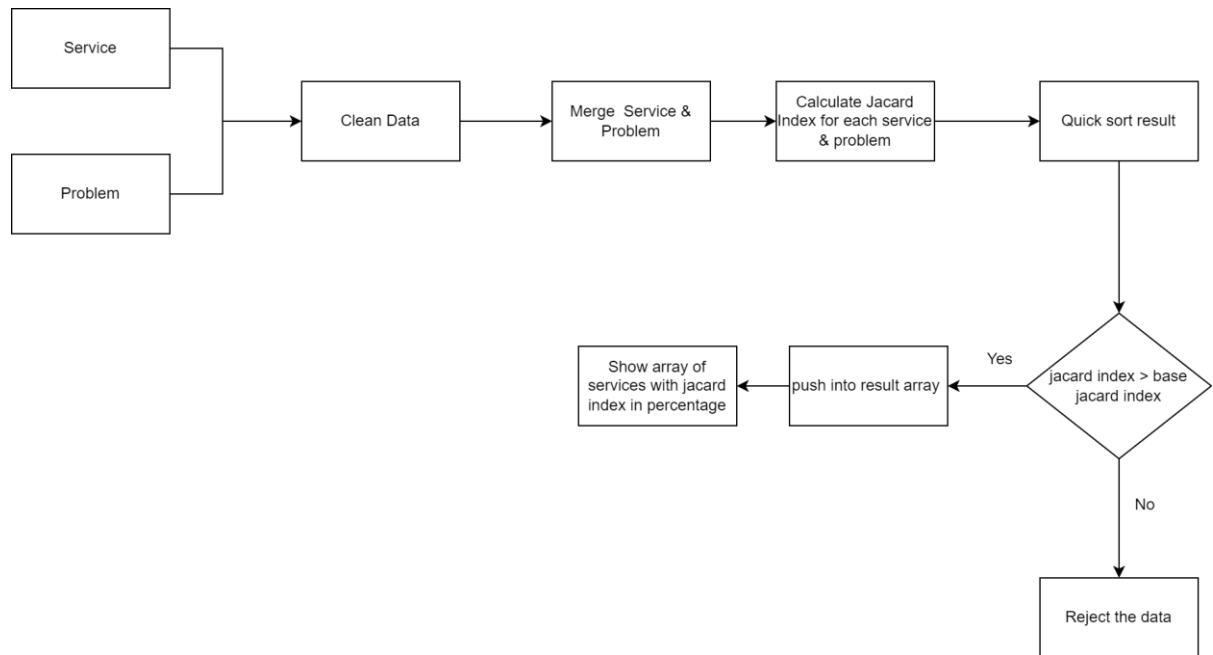 Service
Problem
Clean Data
Merge Service &
Problem
Calculate Jacard
Index for each service
& problem
Quick sort result
jacard index > base
jacard index
Yes
push into result array
Show array of
services with jacard
index in percentage
No
Reject the data